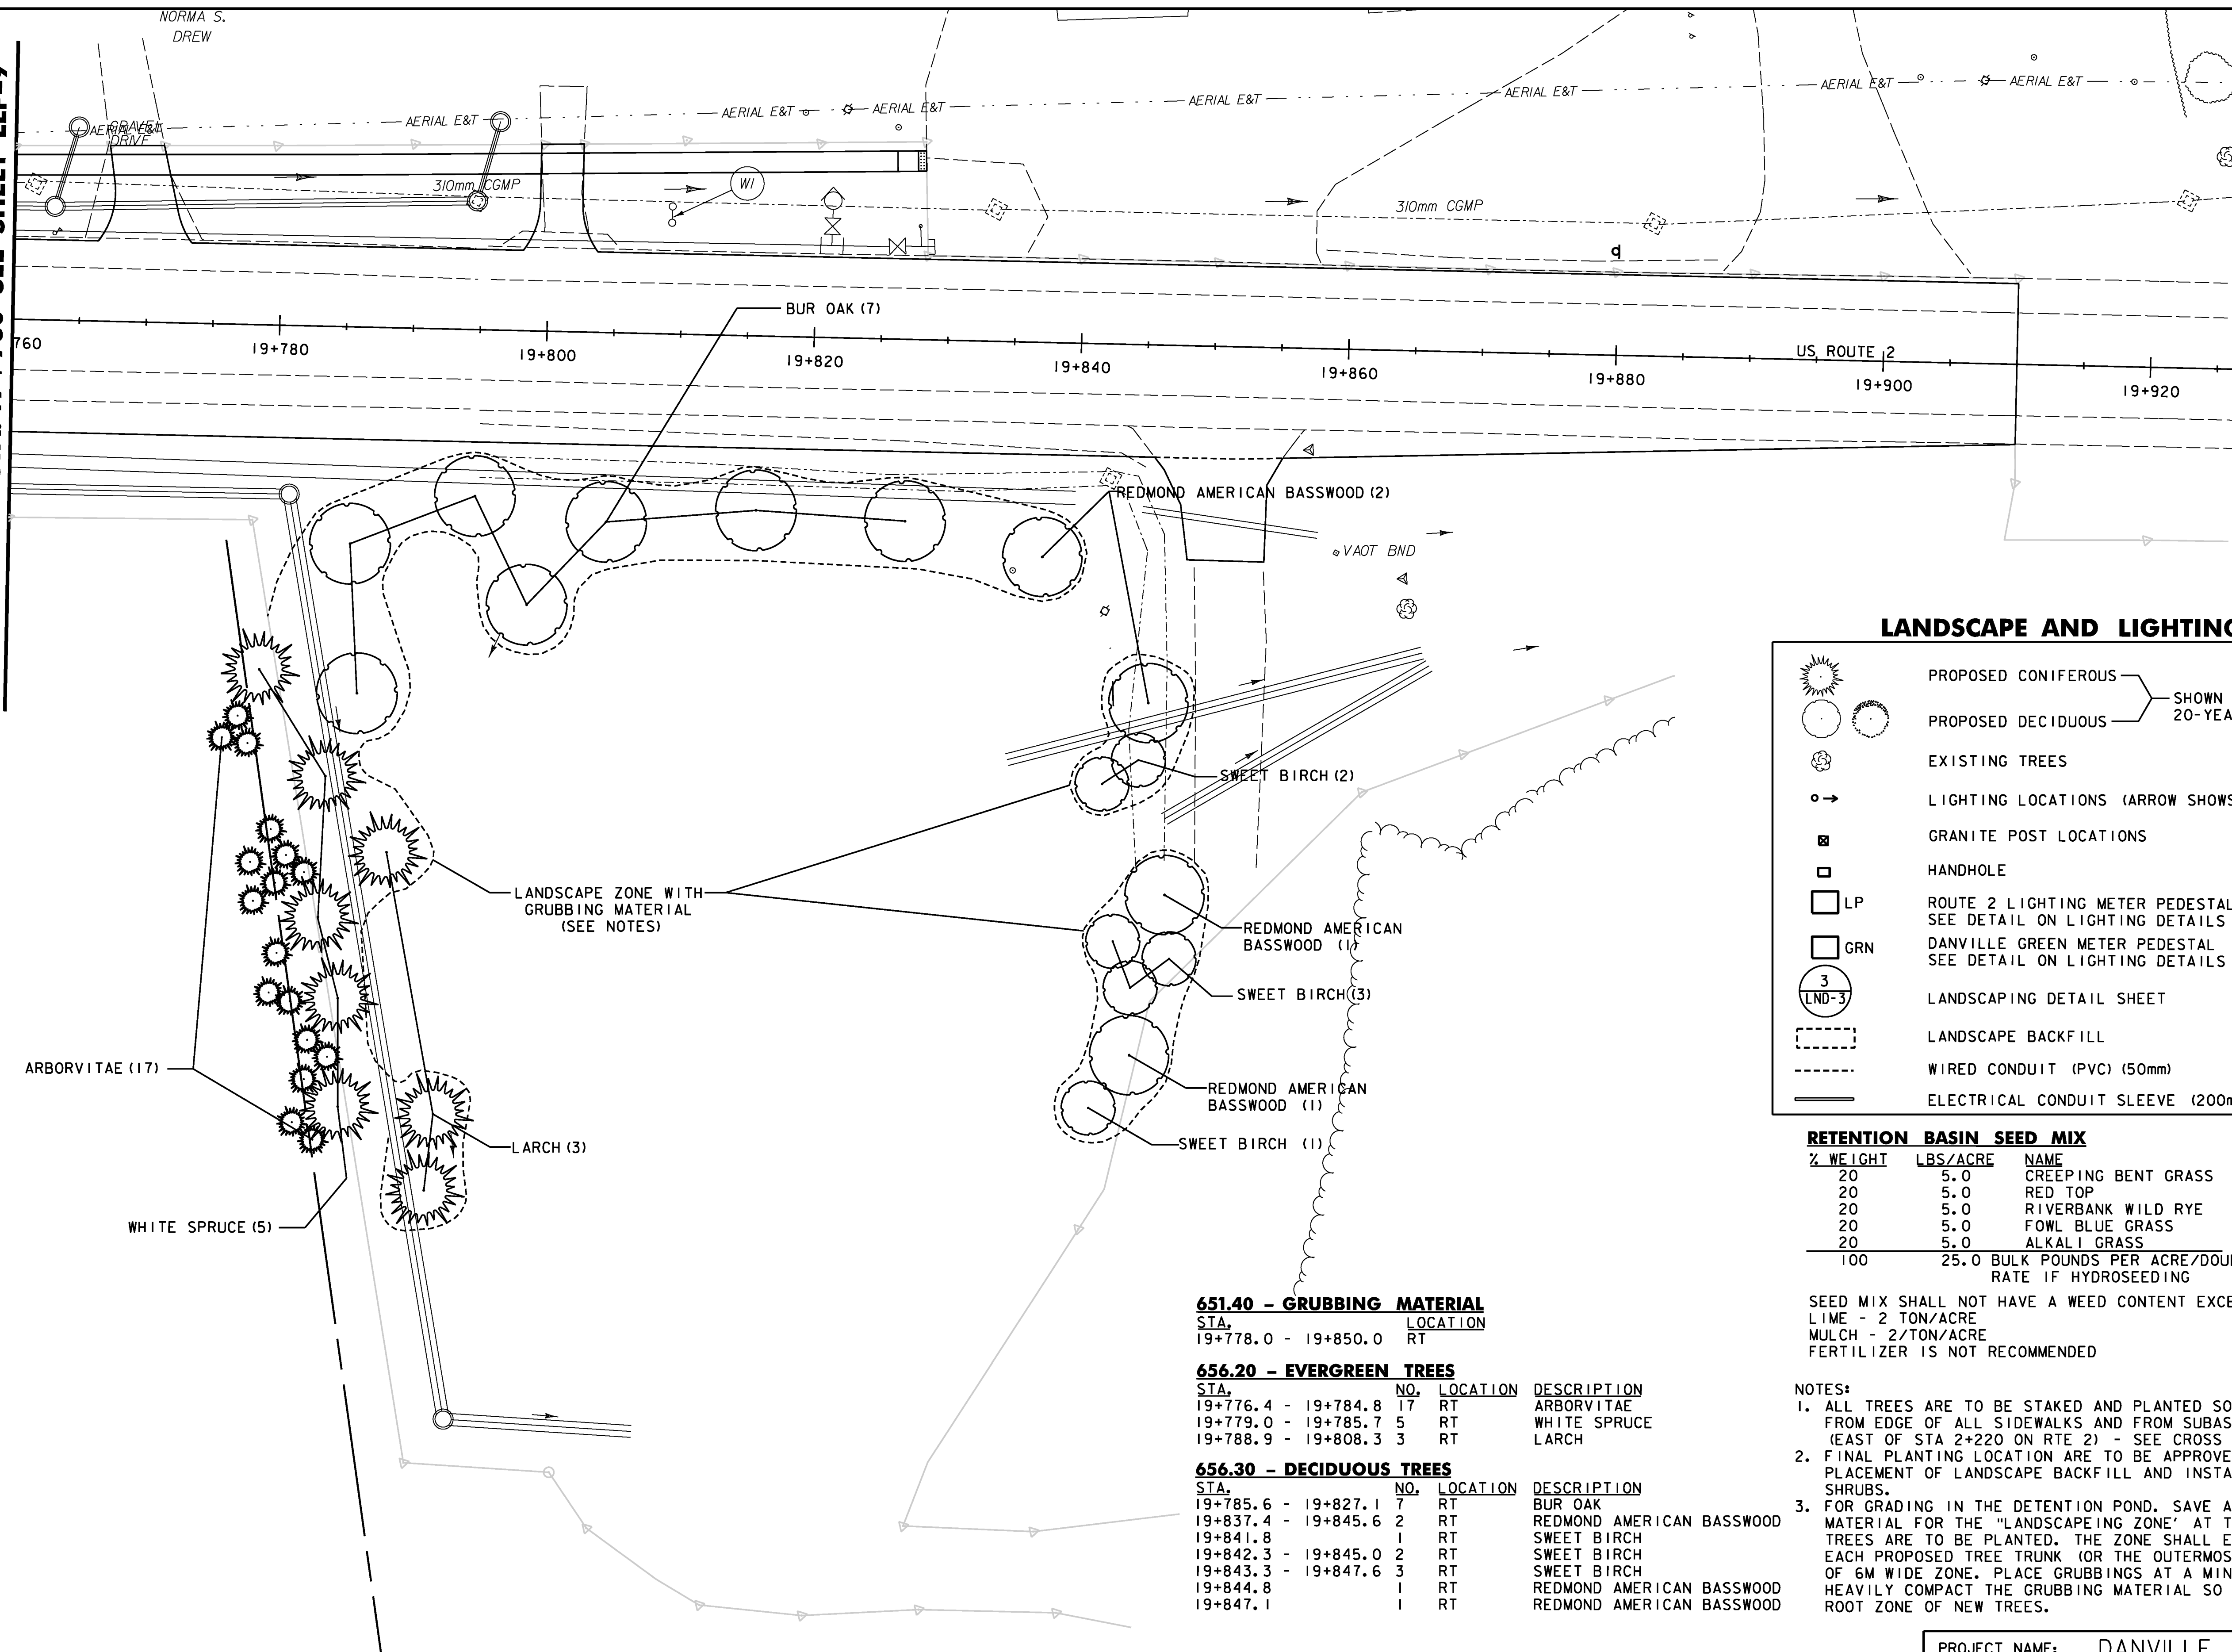 NORMA S.
DREW
AERIAL E&T
GRAVEL
DRIVE
AERIAL E&T
AERIAL E&T
AERIAL E&T
AERIAL E&T
AERIAL E&T
AERIAL E&T
AERIAL E&T
310mm CGMP
W1
310mm CGMP
q
BUR OAK (7)
760
19+780
19+800
19+820
19+840
19+860
19+880
US ROUTE 2
19+900
19+920
REDMOND AMERICAN BASSWOOD (2)
VAOT BND
SWEET BIRCH (2)
LANDSCAPE ZONE WITH
GRUBBING MATERIAL
(SEE NOTES)
REDMOND AMERICAN
BASSWOOD (1)
SWEET BIRCH (3)
ARBORVITAE (17)
REDMOND AMERICAN
BASSWOOD (1)
LARCH (3)
SWEET BIRCH (1)
WHITE SPRUCE (5)
LANDSCAPE AND LIGHTING
PROPOSED CONIFEROUS
SHOWN
20-YEA
PROPOSED DECIDUOUS
EXISTING TREES
LIGHTING LOCATIONS (ARROW SHOWS
GRANITE POST LOCATIONS
HANDHOLE
LP
ROUTE 2 LIGHTING METER PEDESTAL
SEE DETAIL ON LIGHTING DETAILS
GRN
DANVILLE GREEN METER PEDESTAL
SEE DETAIL ON LIGHTING DETAILS
3
LND-3
LANDSCAPING DETAIL SHEET
LANDSCAPE BACKFILL
WIRED CONDUIT (PVC) (50mm)
ELECTRICAL CONDUIT SLEEVE (200m
RETENTION BASIN SEED MIX
% WEIGHT LBS/ACRE NAME
20 5.0 CREEPING BENT GRASS
20 5.0 RED TOP
20 5.0 RIVERBANK WILD RYE
20 5.0 FOWL BLUE GRASS
20 5.0 ALKALI GRASS
100 25.0 BULK POUNDS PER ACRE/DOU
RATE IF HYDROSEEDING
SEED MIX SHALL NOT HAVE A WEED CONTENT EXCE
LIME - 2 TON/ACRE
MULCH - 2/TON/ACRE
FERTILIZER IS NOT RECOMMENDED
651.40 - GRUBBING MATERIAL
STA. LOCATION
19+778.0 - 19+850.0 RT
656.20 - EVERGREEN TREES
STA. NO. LOCATION DESCRIPTION
19+776.4 - 19+784.8 17 RT ARBORVITAE
19+779.0 - 19+785.7 5 RT WHITE SPRUCE
19+788.9 - 19+808.3 3 RT LARCH
656.30 - DECIDUOUS TREES
STA. NO. LOCATION DESCRIPTION
19+785.6 - 19+827.1 7 RT BUR OAK
19+837.4 - 19+845.6 2 RT REDMOND AMERICAN BASSWOOD
19+841.8 1 RT SWEET BIRCH
19+842.3 - 19+845.0 2 RT SWEET BIRCH
19+843.3 - 19+847.6 3 RT SWEET BIRCH
19+844.8 1 RT REDMOND AMERICAN BASSWOOD
19+847.1 1 RT REDMOND AMERICAN BASSWOOD
NOTES:
1. ALL TREES ARE TO BE STAKED AND PLANTED SO
FROM EDGE OF ALL SIDEWALKS AND FROM SUBAS
(EAST OF STA 2+220 ON RTE 2) - SEE CROSS
2. FINAL PLANTING LOCATION ARE TO BE APPROVE
PLACEMENT OF LANDSCAPE BACKFILL AND INSTA
SHRUBS.
3. FOR GRADING IN THE DETENTION POND. SAVE A
MATERIAL FOR THE "LANDSCAPEING ZONE' AT T
TREES ARE TO BE PLANTED. THE ZONE SHALL E
EACH PROPOSED TREE TRUNK (OR THE OUTERMOS
OF 6M WIDE ZONE. PLACE GRUBBINGS AT A MIN
HEAVILY COMPACT THE GRUBBING MATERIAL SO
ROOT ZONE OF NEW TREES.
PROJECT NAME: DANVILLE